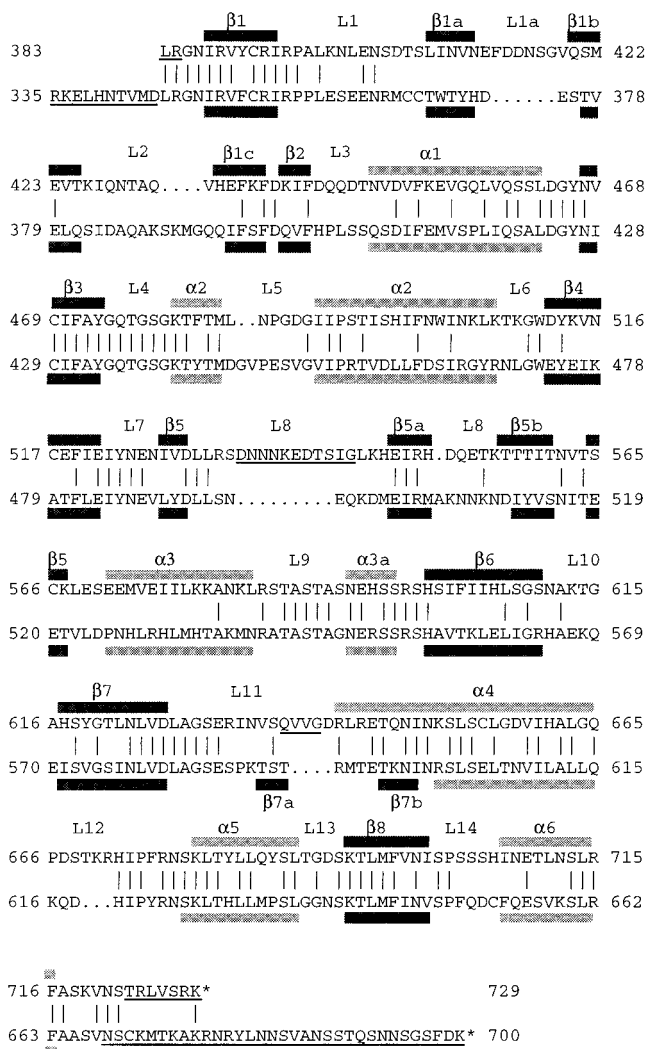 β1 L1 β1a L1a β1b
383 LRGNIRVYCRIRPALKNLENSDTSLINVNEFDDNSGVQSM 422
335 RKELHNTVMDLRGNIRVFCRIRPPLESEENRMCCTWTYHD......ESTV 378
L2 β1c β2 L3 α1
423 EVTKIQNTAQ....VHEFKFDKIFDQQDTNVDVFKEVGQLVQSSLDGYNV 468
379 ELQSIDAQAKSKMGQQIFSFDQVFHPLSSQSDIFEMVSPLIQSALDGYNI 428
β3 L4 α2 L5 α2 L6 β4
469 CIFAYGQTGSGKTFTML..NPGDGIIPSTISHIFNWINKLKTKGWDYKVN 516
429 CIFAYGQTGSGKTYTMDGVPESVGVIPRTVDLLFDSIRGYRNLGWEYEIK 478
L7 β5 L8 β5a L8 β5b
517 CEFIEIYNENIVDLLRSDNNNKEDTSIGLKHEIRH.DQETKTTTITNVTS 565
479 ATFLEIYNEVLYDLLSN.........EQKDMEIRMAKNNKNDIYVSNITE 519
β5 α3 L9 α3a β6 L10
566 CKLESEEMVEIILKKANKLRSTASTASNEHSSRSHSIFIIHLSGSNAKTG 615
520 ETVLDPNHLRHLMHTAKMNRATASTAGNERSSRSHAVTKLELIGRHAEKQ 569
β7 L11 α4
616 AHSYGTLNLVDLAGSERINVSQVVGDRLRETQNINKSLSCLGDVIHALGQ 665
570 EISVGSINLVDLAGSESPKTST....RMTETKNINRSLSELTNVILALLQ 615
β7a β7b
L12 α5 L13 β8 L14 α6
666 PDSTKRHIPFRNSKLTYLLQYSLTGDSKTLMFVNISPSSSHINETLNSLR 715
616 KQD...HIPYRNSKLTHLLMPSLGGNSKTLMFINVSPFQDCFQESVKSLR 662
716 FASKVNSTRLVSRK* 729
663 FAASVNSCKMTKAKRNRYLNNSVANSSTQSNNSGSFDK* 700